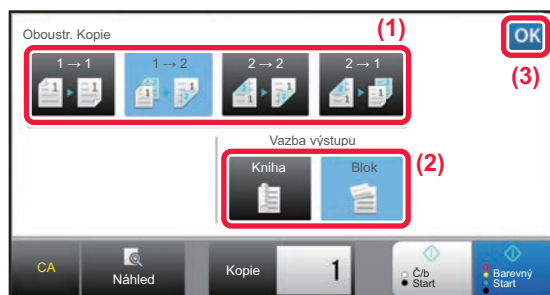 Oboustr. Kopie
(1)
OK
(3)
1 → 1
1 → 2
2 → 2
2 → 1
Vazba výstupu
Kniha
Blok
(2)
CA
Náhled
Kopie
1
Č/b
Start
Barevný
Start